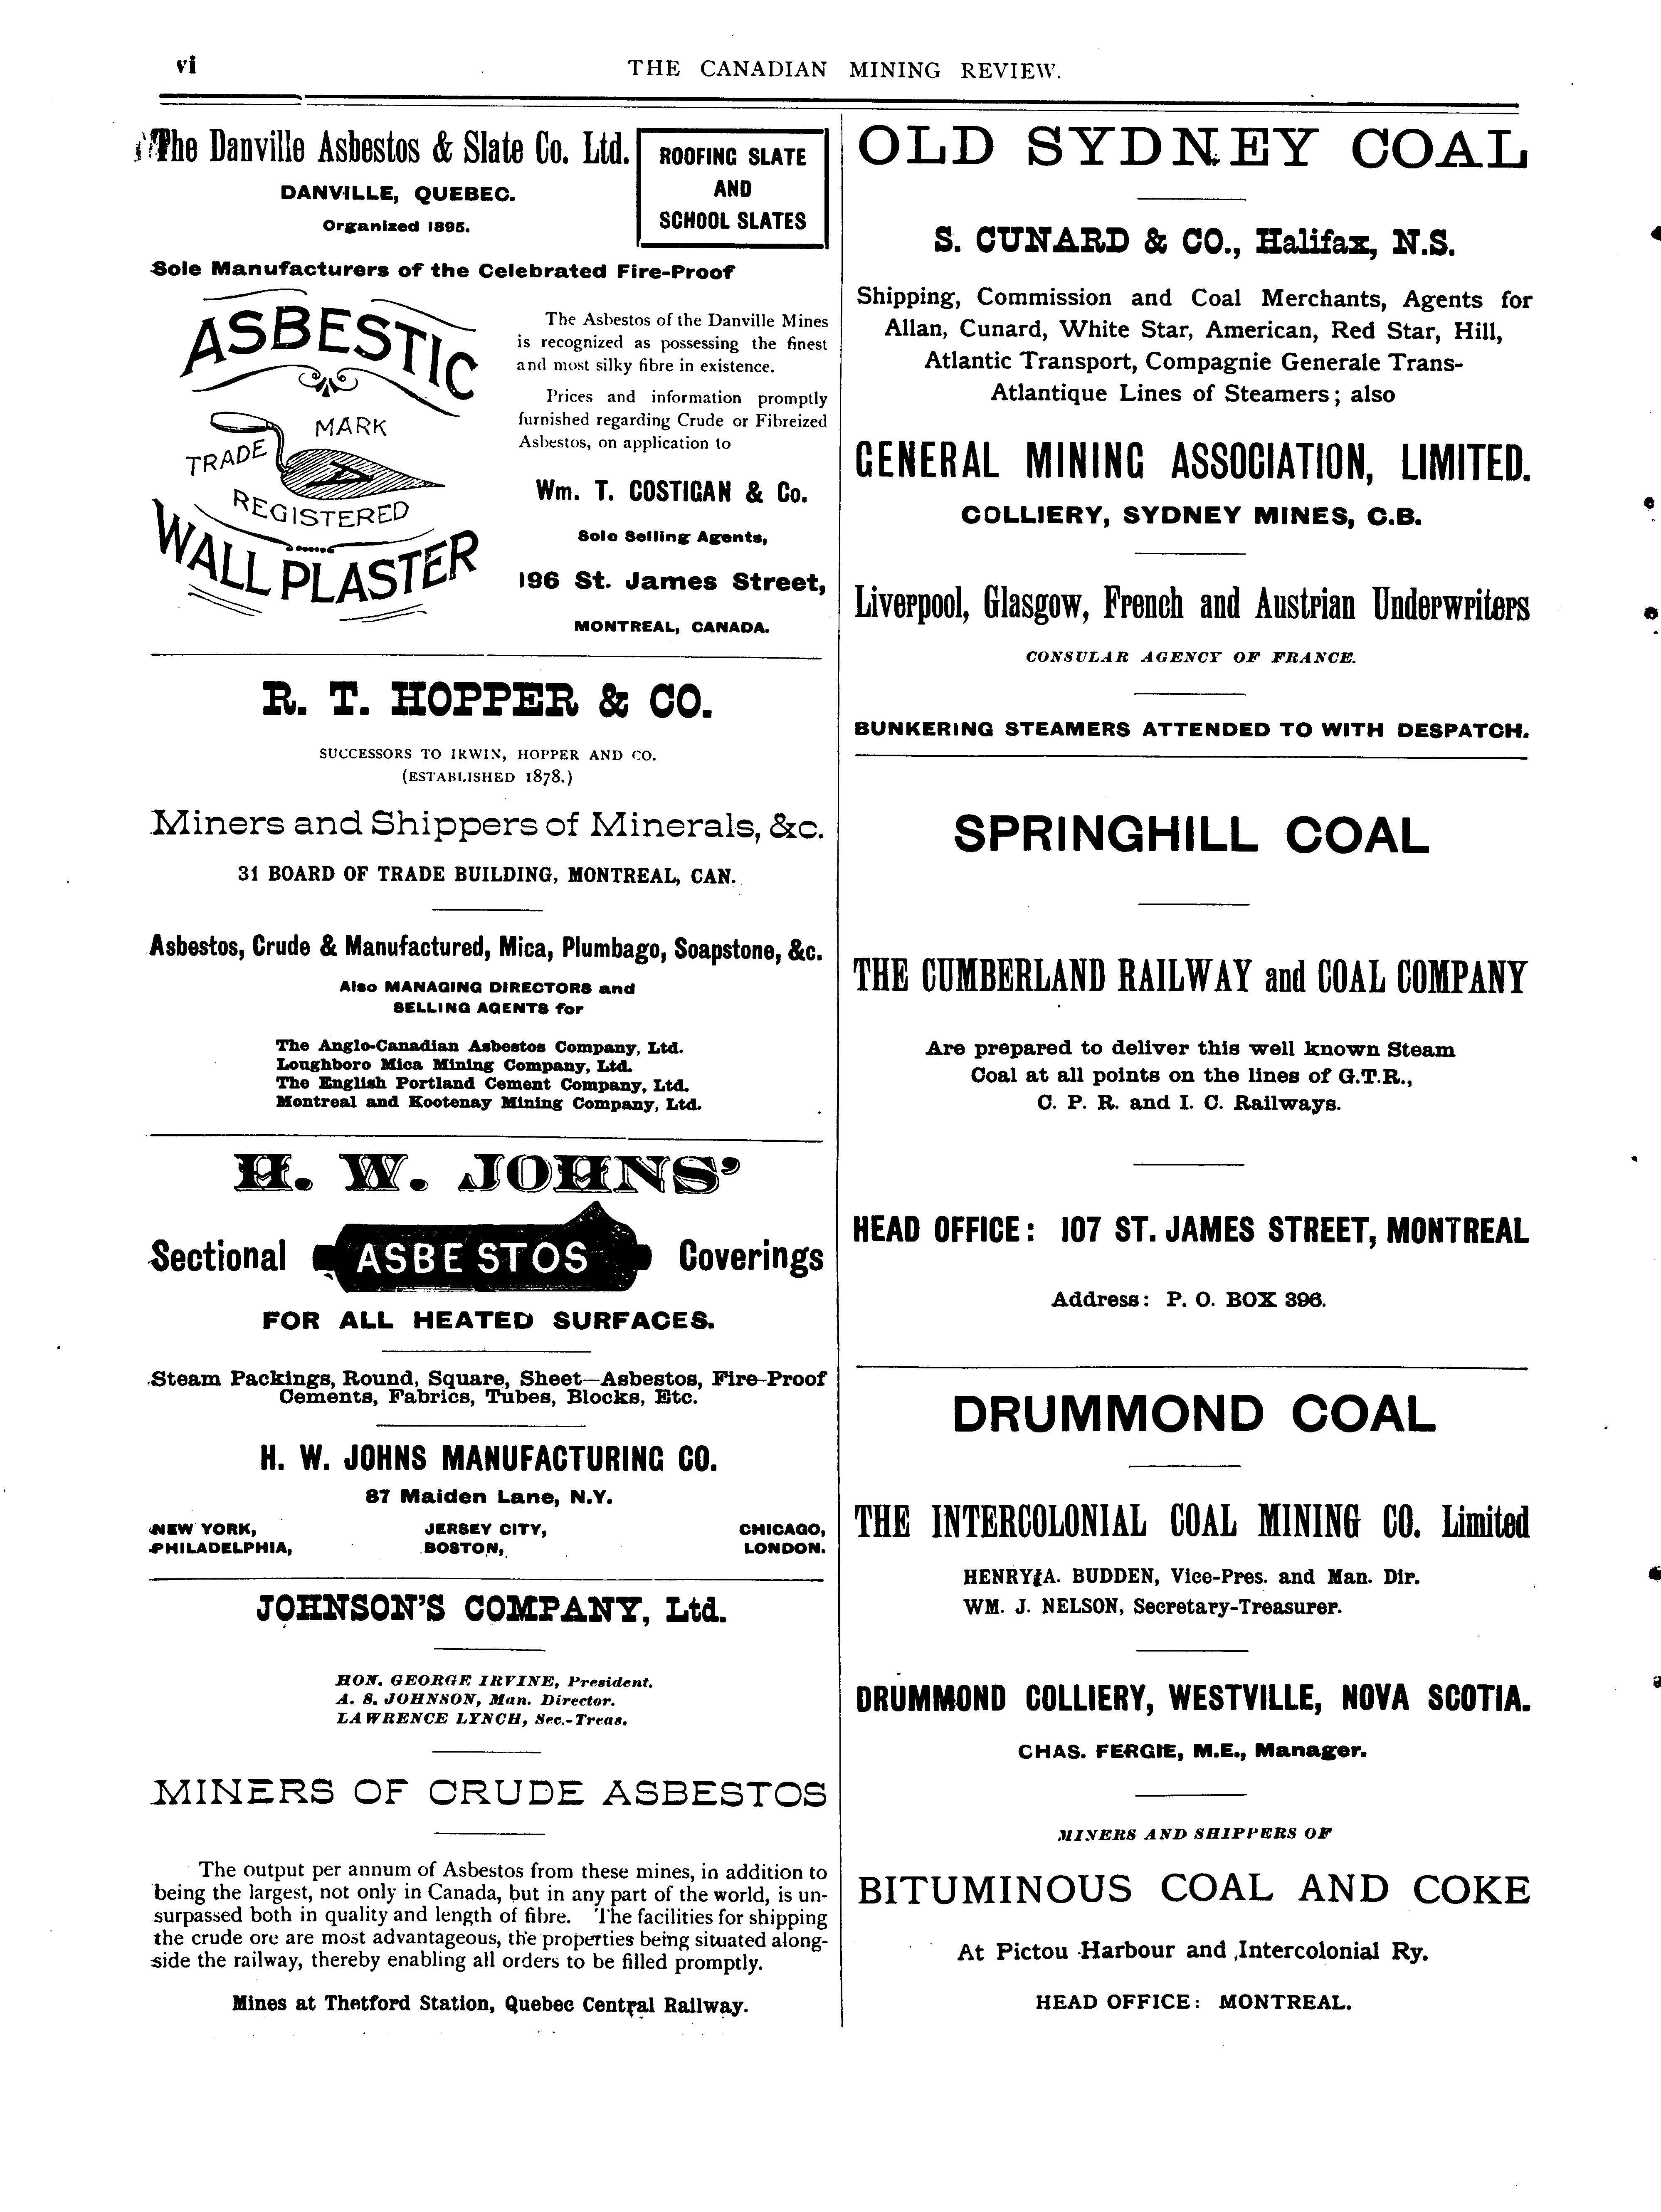 vi
THE CANADIAN MINING REVIEW.
The Danville Asbestos & Slate Co. Ltd.
DANVILLE, QUEBEC.
Organized 1895.
ROOFING SLATE
AND
SCHOOL SLATES
Sole Manufacturers of the Celebrated Fire-Proof
ASBESTIC
TRADE MARK
REGISTERED
WALL PLASTER
The Asbestos of the Danville Mines
is recognized as possessing the finest
and most silky fibre in existence.
Prices and information promptly
furnished regarding Crude or Fibreized
Asbestos, on application to
Wm. T. COSTIGAN & Co.
Sole Selling Agents,
196 St. James Street,
MONTREAL, CANADA.
R. T. HOPPER & CO.
SUCCESSORS TO IRWIN, HOPPER AND CO.
(ESTABLISHED 1878.)
Miners and Shippers of Minerals, &c.
31 BOARD OF TRADE BUILDING, MONTREAL, CAN.
Asbestos, Crude & Manufactured, Mica, Plumbago, Soapstone, &c.
Also MANAGING DIRECTORS and
SELLING AGENTS for
The Anglo-Canadian Asbestos Company, Ltd.
Loughboro Mica Mining Company, Ltd.
The English Portland Cement Company, Ltd.
Montreal and Kootenay Mining Company, Ltd.
H. W. JOHNS'
Sectional ASBESTOS Coverings
FOR ALL HEATED SURFACES.
Steam Packings, Round, Square, Sheet—Asbestos, Fire-Proof
Cements, Fabrics, Tubes, Blocks, Etc.
H. W. JOHNS MANUFACTURING CO.
87 Maiden Lane, N.Y.
NEW YORK, JERSEY CITY, CHICAGO,
PHILADELPHIA, BOSTON, LONDON.
JOHNSON'S COMPANY, Ltd.
HON. GEORGE IRVINE, President.
A. S. JOHNSON, Man. Director.
LAWRENCE LYNCH, Sec.-Treas.
MINERS OF CRUDE ASBESTOS
The output per annum of Asbestos from these mines, in addition to
being the largest, not only in Canada, but in any part of the world, is un-
surpassed both in quality and length of fibre. The facilities for shipping
the crude ore are most advantageous, the properties being situated along-
side the railway, thereby enabling all orders to be filled promptly.
Mines at Thetford Station, Quebec Central Railway.
OLD SYDNEY COAL
S. CUNARD & CO., Halifax, N.S.
Shipping, Commission and Coal Merchants, Agents for
Allan, Cunard, White Star, American, Red Star, Hill,
Atlantic Transport, Compagnie Generale Trans-
Atlantique Lines of Steamers; also
GENERAL MINING ASSOCIATION, LIMITED.
COLLIERY, SYDNEY MINES, C.B.
Liverpool, Glasgow, French and Austrian Underwriters
CONSULAR AGENCY OF FRANCE.
BUNKERING STEAMERS ATTENDED TO WITH DESPATCH.
SPRINGHILL COAL
THE CUMBERLAND RAILWAY and COAL COMPANY
Are prepared to deliver this well known Steam
Coal at all points on the lines of G.T.R.,
C. P. R. and I. C. Railways.
HEAD OFFICE: 107 ST. JAMES STREET, MONTREAL
Address: P. O. BOX 396.
DRUMMOND COAL
THE INTERCOLONIAL COAL MINING CO. Limited
HENRY A. BUDDEN, Vice-Pres. and Man. Dir.
WM. J. NELSON, Secretary-Treasurer.
DRUMMOND COLLIERY, WESTVILLE, NOVA SCOTIA.
CHAS. FERGIE, M.E., Manager.
MINERS AND SHIPPERS OF
BITUMINOUS COAL AND COKE
At Pictou Harbour and Intercolonial Ry.
HEAD OFFICE: MONTREAL.